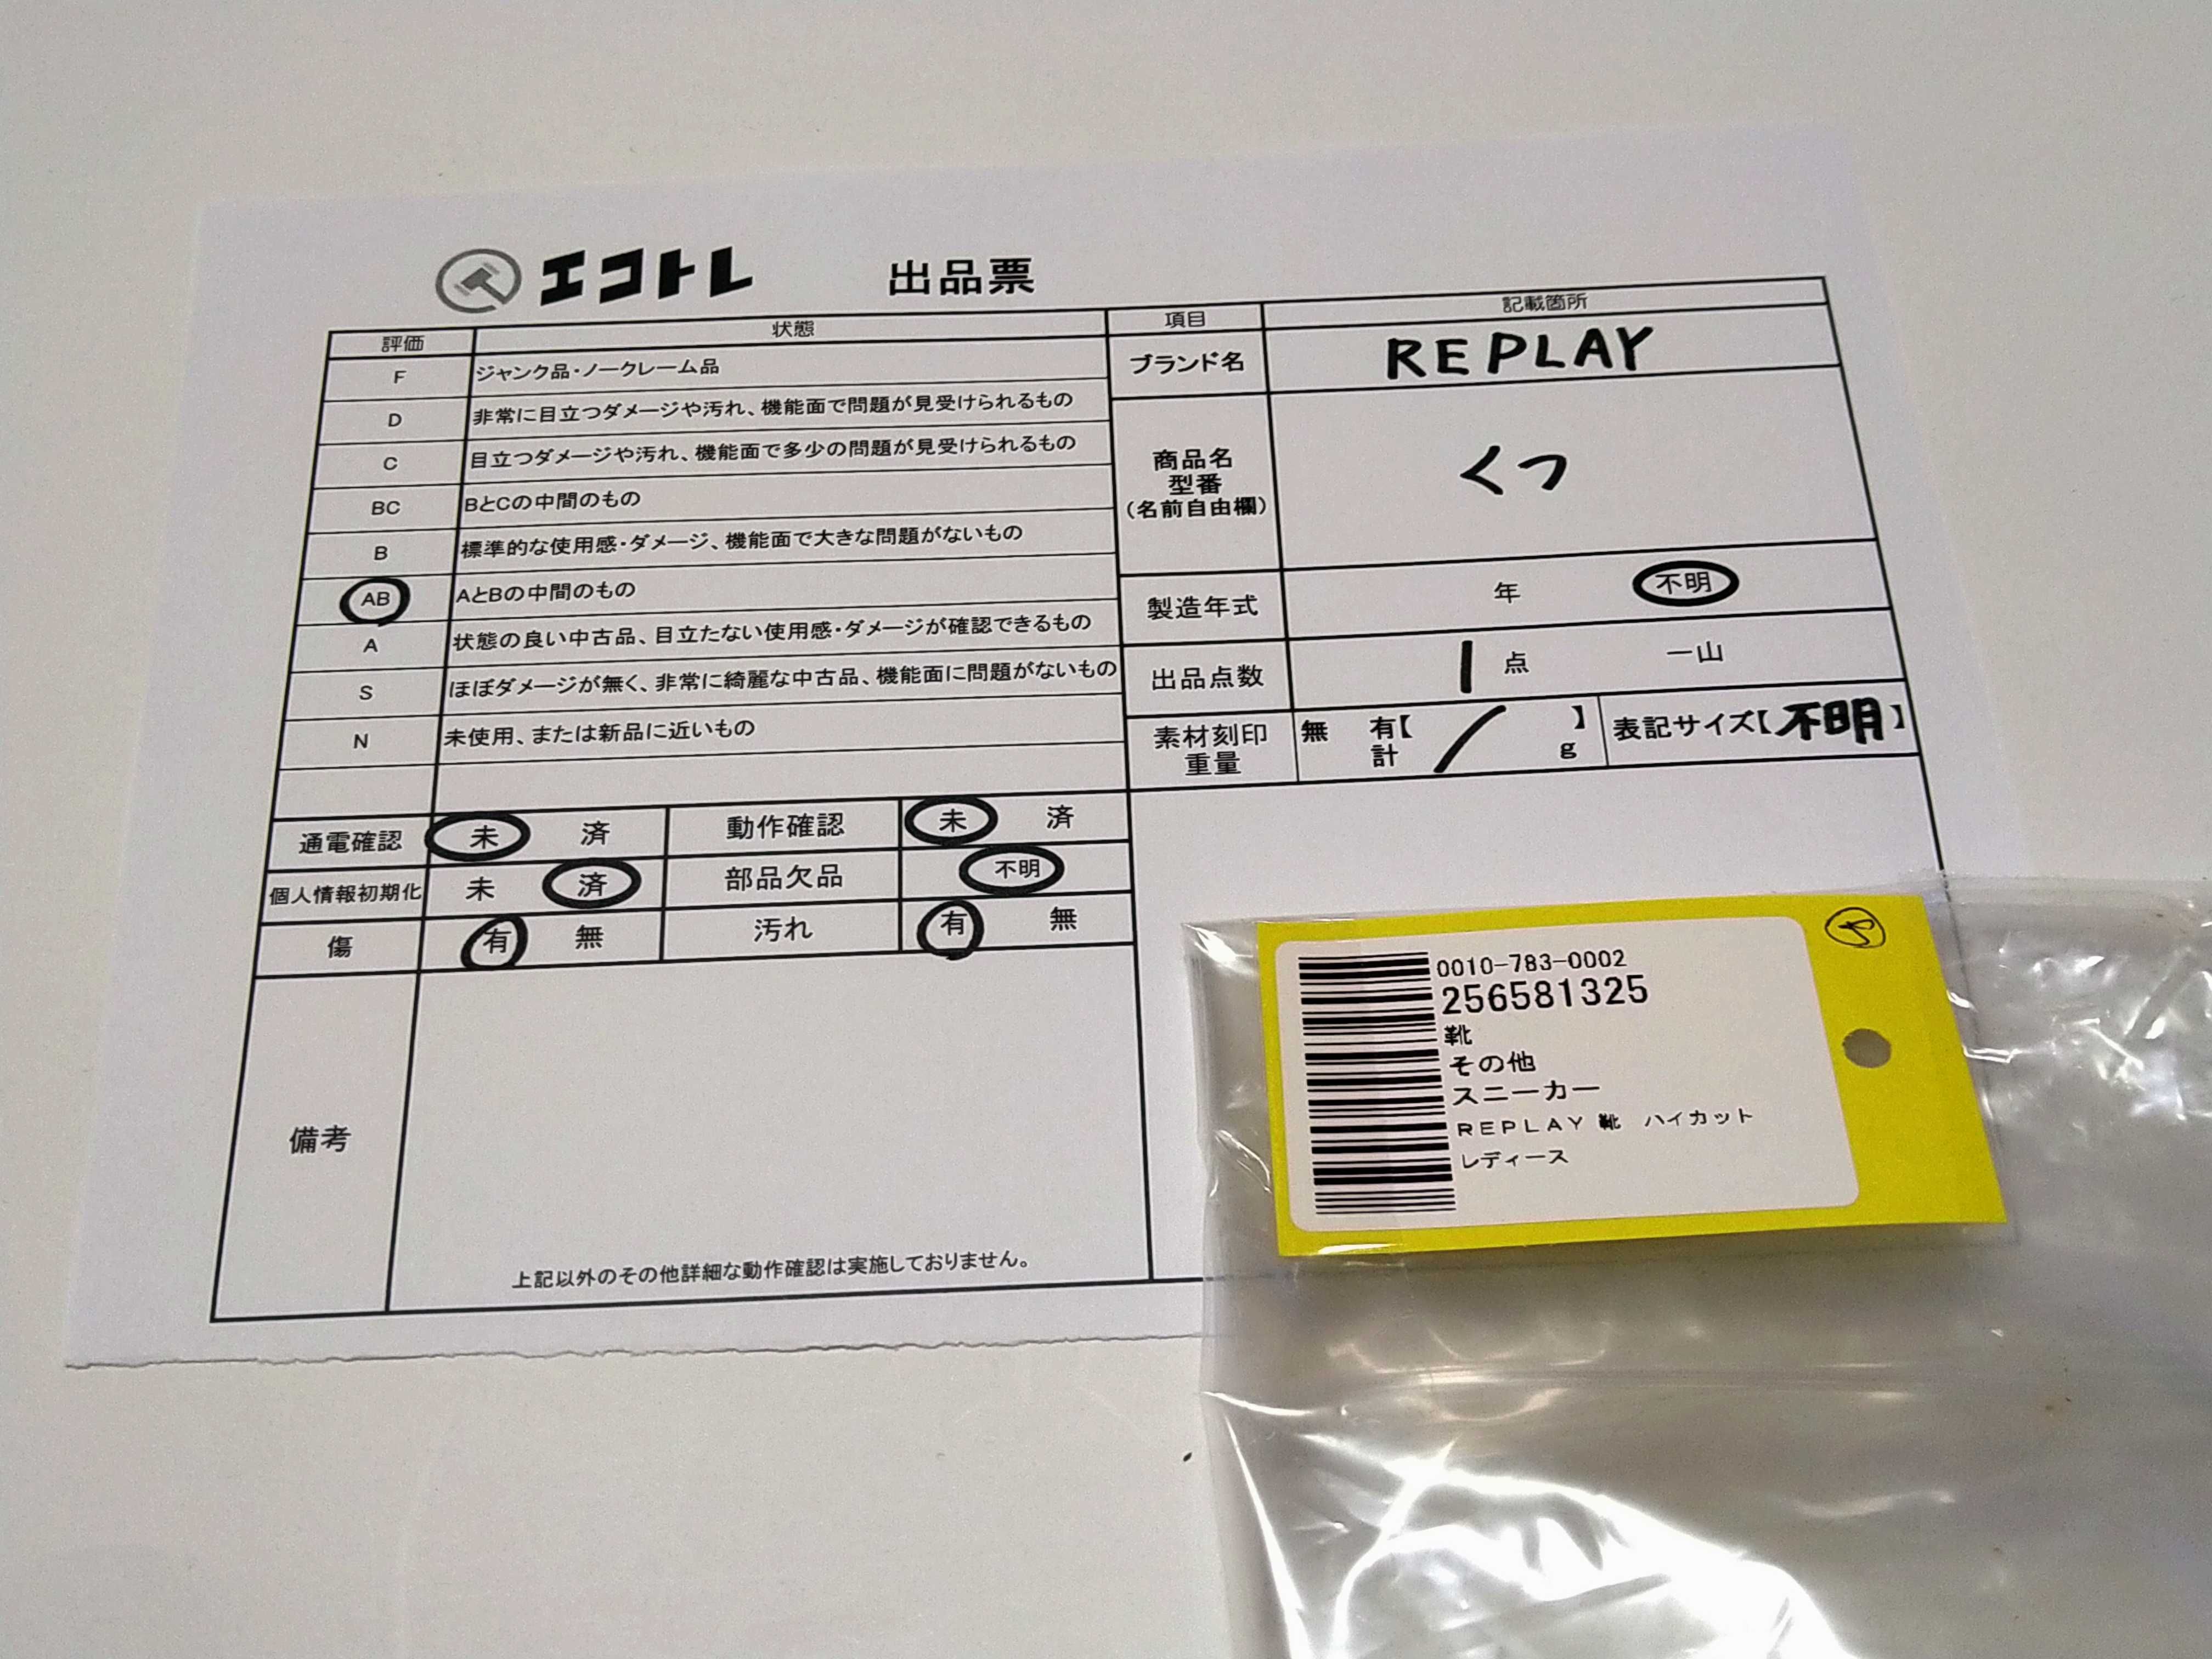 エコトレ 出品票
評価 状態
F ジャンク品・ノークレーム品
D 非常に目立つダメージや汚れ、機能面で問題が見受けられるもの
C 目立つダメージや汚れ、機能面で多少の問題が見受けられるもの
BC BとCの中間のもの
B 標準的な使用感・ダメージ、機能面で大きな問題がないもの
AB AとBの中間のもの
A 状態の良い中古品、目立たない使用感・ダメージが確認できるもの
S ほぼダメージが無く、非常に綺麗な中古品、機能面に問題がないもの
N 未使用、または新品に近いもの
項目 記載箇所
ブランド名 REPLAY
商品名
型番
(名前自由欄)
くつ
製造年式 年 不明
出品点数 1 点 一山
素材刻印
重量
無 有【 / 】
計 g
表記サイズ【不明】
通電確認 未 済 動作確認 未 済
個人情報初期化 未 済 部品欠品 不明
傷 有 無 汚れ 有 無
備考
上記以外のその他詳細な動作確認は実施しておりません。
0010-783-0002
256581325
靴
その他
スニーカー
REPLAY 靴 ハイカット
レディース